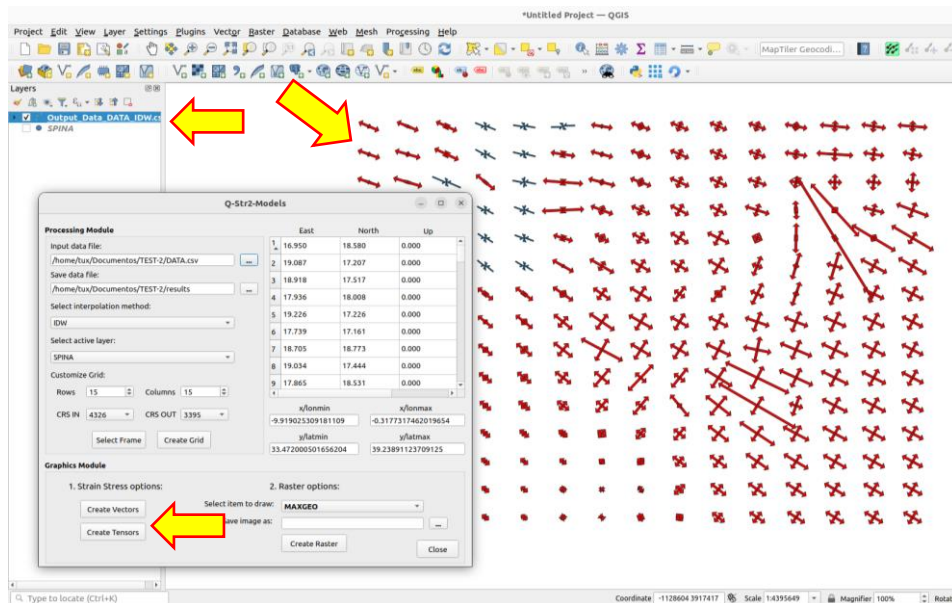 *Untitled Project — QGIS
Project Edit View Layer Settings Plugins Vector Raster Database Web Mesh Processing Help
MapTiler Geocodi...
Layers
Output_Data_DATA_IDW.cs
SPINA
Q-Str2-Models
Processing Module
Input data file:
/home/tux/Documentos/TEST-2/DATA.csv ...
Save data file:
/home/tux/Documentos/TEST-2/results ...
Select interpolation method:
IDW
Select active layer:
SPINA
Customize Grid:
Rows 15 Columns 15
CRS IN 4326 CRS OUT 3395
Select Frame Create Grid
East North Up
1 16.950 18.580 0.000
2 19.087 17.207 0.000
3 18.918 17.517 0.000
4 17.936 18.008 0.000
5 19.226 17.226 0.000
6 17.739 17.161 0.000
7 18.705 18.773 0.000
8 19.034 17.444 0.000
9 17.865 18.531 0.000
x/lonmin x/lonmax
-9.919025309181109 -0.3177317462019654
y/latmin y/latmax
33.472000501656204 39.23891123709125
Graphics Module
1. Strain Stress options:
Create Vectors
Create Tensors
2. Raster options:
Select item to draw: MAXGEO
ave image as: ...
Create Raster
Close
Type to locate (Ctrl+K)
Coordinate -1128604 3917417 Scale 1:4395649 Magnifier 100% Rota